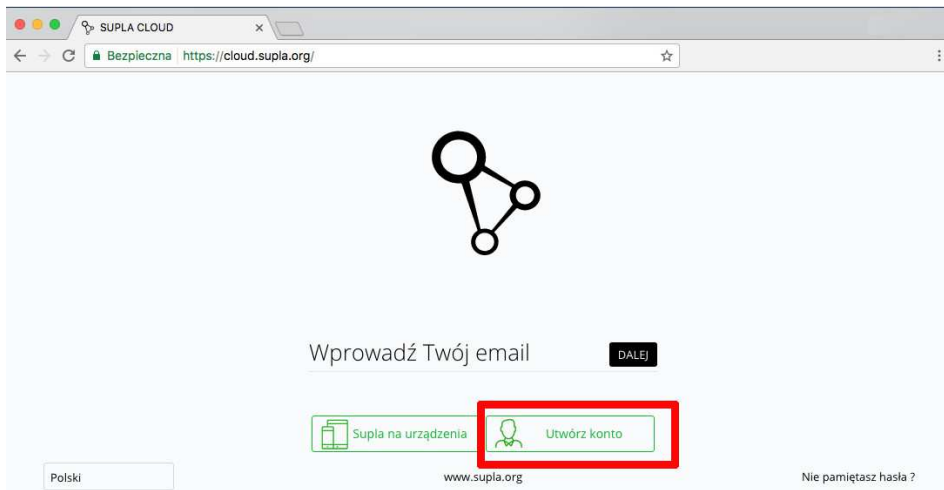 SUPLA CLOUD
Bezpieczna https://cloud.supla.org/
Wprowadź Twój email DALEJ
Supla na urządzenia Utwórz konto
Polski www.supla.org Nie pamiętasz hasła ?